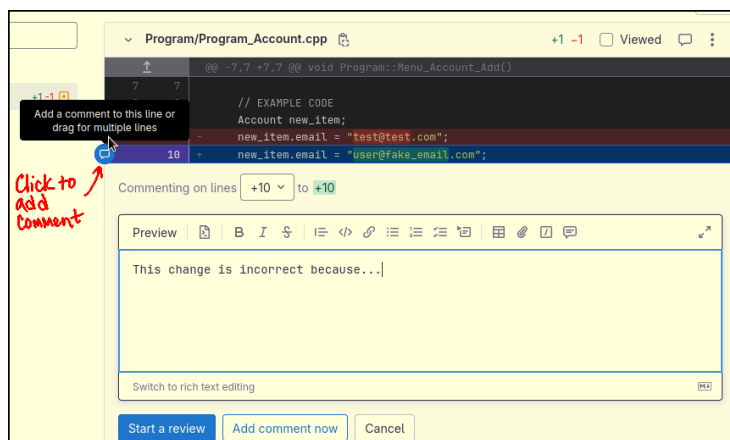 Program/Program_Account.cpp +1 -1 Viewed
@@ -7,7 +7,7 @@ void Program::Menu_Account_Add()
7 7
+1 -1
// EXAMPLE CODE
Add a comment to this line or
drag for multiple lines
Account new_item;
- new_item.email = "test@test.com";
10 + new_item.email = "user@fake_email.com";
Click to
add
comment
Commenting on lines +10 to +10
Preview
This change is incorrect because...
Switch to rich text editing
Start a review Add comment now Cancel